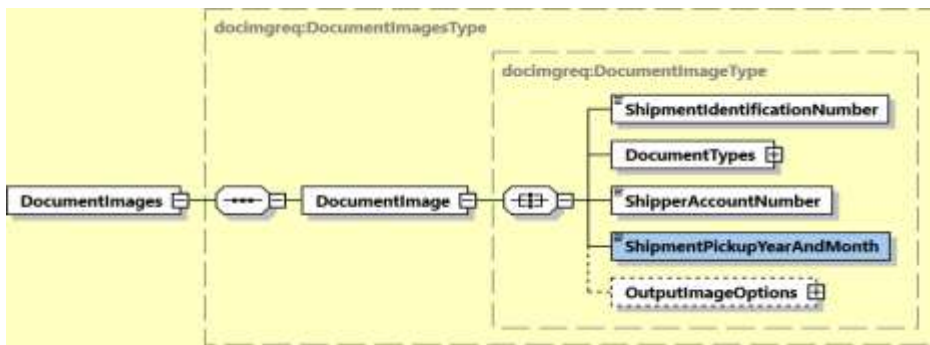 docimgreq:DocumentImagesType
docimgreq:DocumentImageType
ShipmentIdentificationNumber
DocumentTypes
DocumentImages
DocumentImage
ShipperAccountNumber
ShipmentPickupYearAndMonth
OutputImageOptions